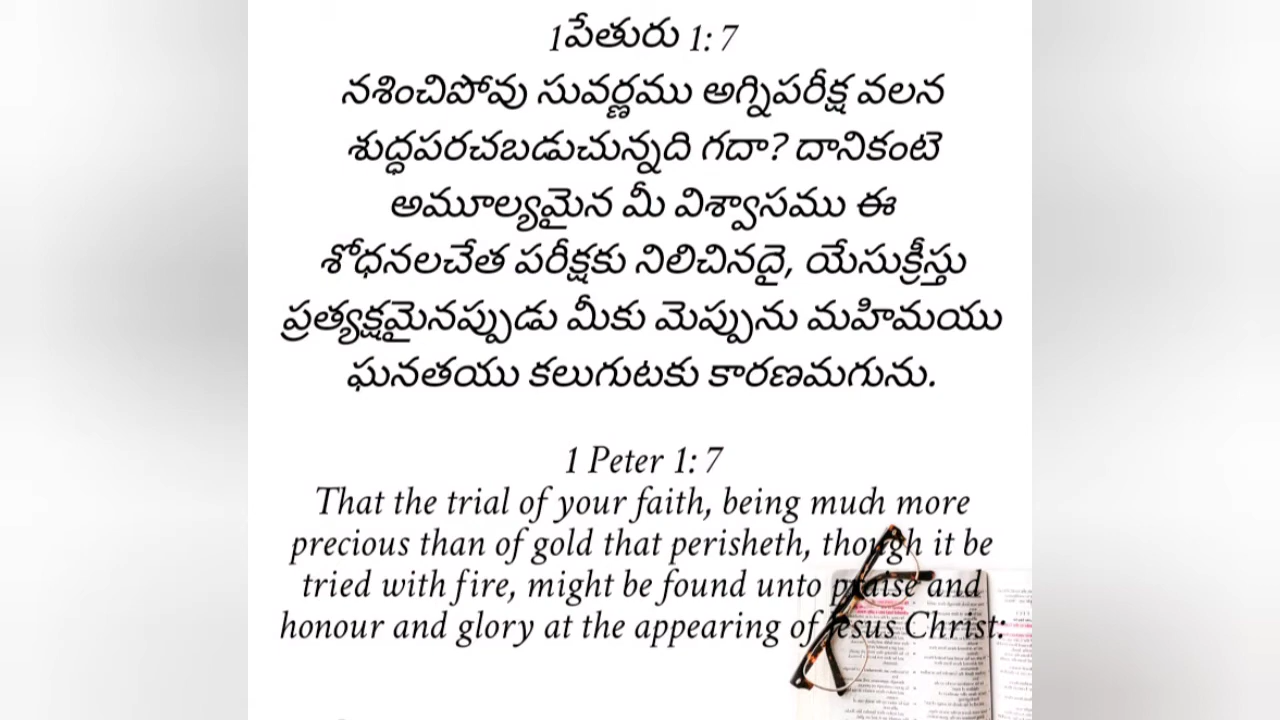 1పేతురు 1: 7
నశించిపోవు సువర్ణము అగ్నిపరీక్ష వలన
శుద్ధపరచబడుచున్నది గదా? దానికంటె
అమూల్యమైన మీ విశ్వాసము ఈ
శోధనలచేత పరీక్షకు నిలిచినదై, యేసుక్రీస్తు
ప్రత్యక్షమైనప్పుడు మీకు మెప్పును మహిమయు
ఘనతయు కలుగుటకు కారణమగును.
1 Peter 1: 7
That the trial of your faith, being much more
precious than of gold that perisheth, though it be
tried with fire, might be found unto praise and
honour and glory at the appearing of Jesus Christ: